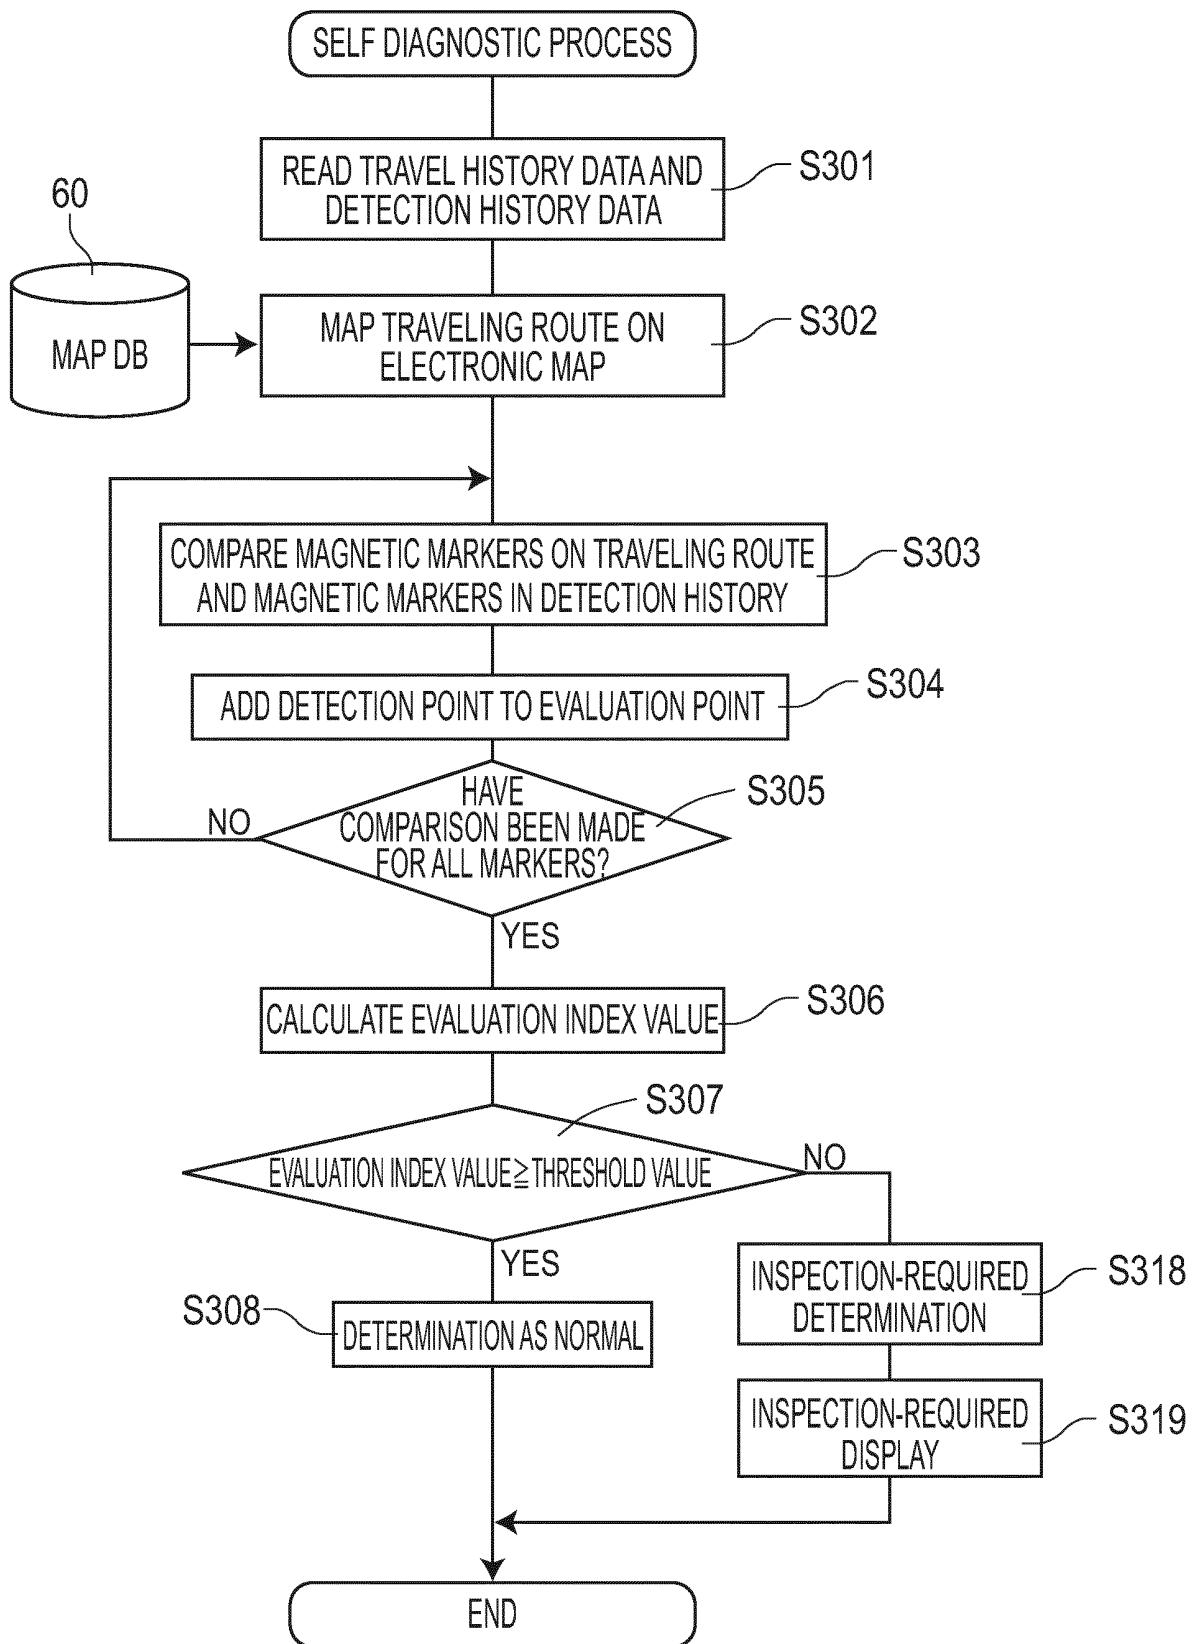 SELF DIAGNOSTIC PROCESS
READ TRAVEL HISTORY DATA AND
DETECTION HISTORY DATA
S301
60
MAP DB
MAP TRAVELING ROUTE ON
ELECTRONIC MAP
S302
COMPARE MAGNETIC MARKERS ON TRAVELING ROUTE
AND MAGNETIC MARKERS IN DETECTION HISTORY
S303
ADD DETECTION POINT TO EVALUATION POINT
S304
HAVE
COMPARISON BEEN MADE
FOR ALL MARKERS?
S305
NO
YES
CALCULATE EVALUATION INDEX VALUE
S306
S307
EVALUATION INDEX VALUE≧THRESHOLD VALUE
NO
YES
S308
DETERMINATION AS NORMAL
INSPECTION-REQUIRED
DETERMINATION
S318
INSPECTION-REQUIRED
DISPLAY
S319
END